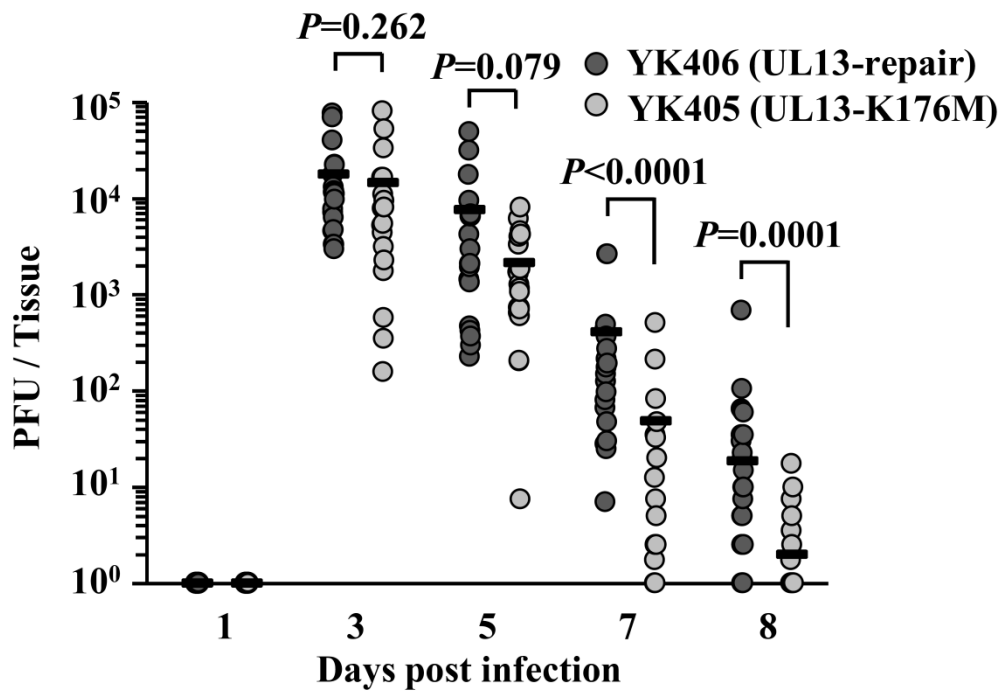 P=0.262
P=0.079
YK406 (UL13-repair)
YK405 (UL13-K176M)
P<0.0001
P=0.0001
PFU / Tissue
10⁵
10⁴
10³
10²
10¹
10⁰
1 3 5 7 8
Days post infection